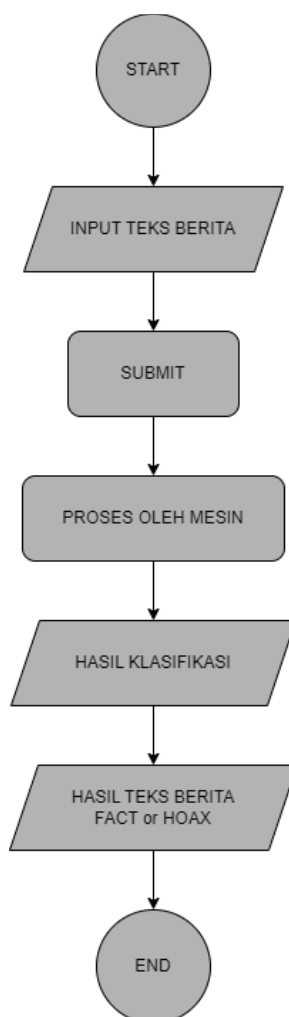 START
INPUT TEKS BERITA
SUBMIT
PROSES OLEH MESIN
HASIL KLASIFIKASI
HASIL TEKS BERITA
FACT or HOAX
END